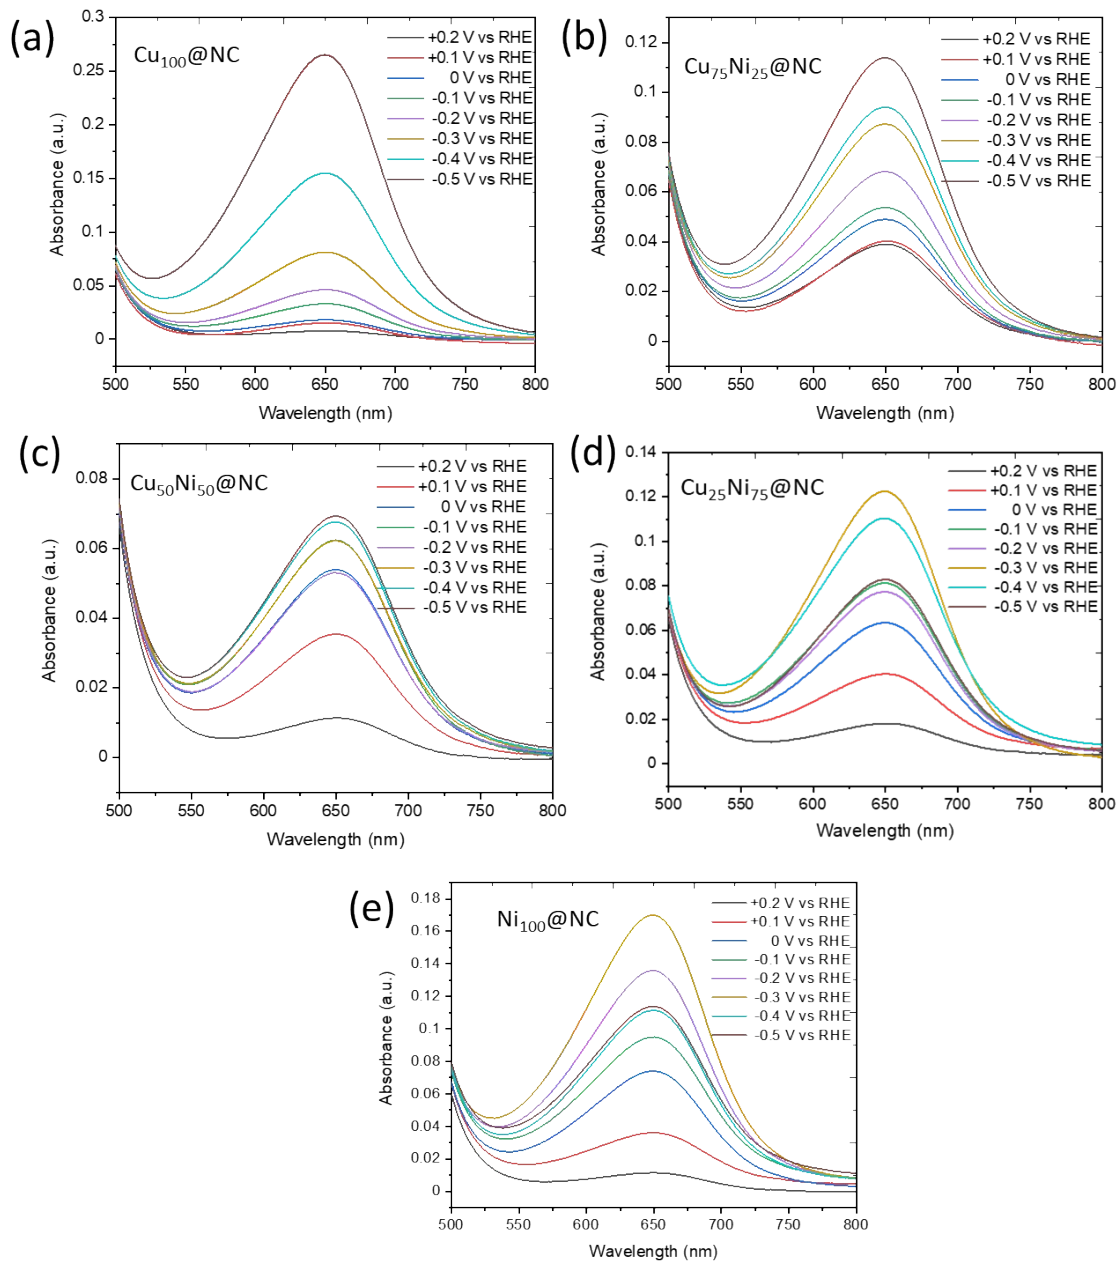 (a)
Cu100@NC
+0.2 V vs RHE
+0.1 V vs RHE
0 V vs RHE
-0.1 V vs RHE
-0.2 V vs RHE
-0.3 V vs RHE
-0.4 V vs RHE
-0.5 V vs RHE
0.3
0.25
0.2
0.15
0.1
0.05
0
Absorbance (a.u.)
500 550 600 650 700 750 800
Wavelength (nm)
(b)
Cu75Ni25@NC
+0.2 V vs RHE
+0.1 V vs RHE
0 V vs RHE
-0.1 V vs RHE
-0.2 V vs RHE
-0.3 V vs RHE
-0.4 V vs RHE
-0.5 V vs RHE
0.12
0.1
0.08
0.06
0.04
0.02
0
Absorbance (a.u.)
500 550 600 650 700 750 800
Wavelength (nm)
(c)
Cu50Ni50@NC
+0.2 V vs RHE
+0.1 V vs RHE
0 V vs RHE
-0.1 V vs RHE
-0.2 V vs RHE
-0.3 V vs RHE
-0.4 V vs RHE
-0.5 V vs RHE
0.08
0.06
0.04
0.02
0
Absorbance (a.u.)
500 550 600 650 700 750 800
Wavelength (nm)
(d)
Cu25Ni75@NC
+0.2 V vs RHE
+0.1 V vs RHE
0 V vs RHE
-0.1 V vs RHE
-0.2 V vs RHE
-0.3 V vs RHE
-0.4 V vs RHE
-0.5 V vs RHE
0.14
0.12
0.1
0.08
0.06
0.04
0.02
0
Absorbance (a.u.)
500 550 600 650 700 750 800
Wavelength (nm)
(e)
Ni100@NC
+0.2 V vs RHE
+0.1 V vs RHE
0 V vs RHE
-0.1 V vs RHE
-0.2 V vs RHE
-0.3 V vs RHE
-0.4 V vs RHE
-0.5 V vs RHE
0.18
0.16
0.14
0.12
0.1
0.08
0.06
0.04
0.02
0
Absorbance (a.u.)
500 550 600 650 700 750 800
Wavelength (nm)